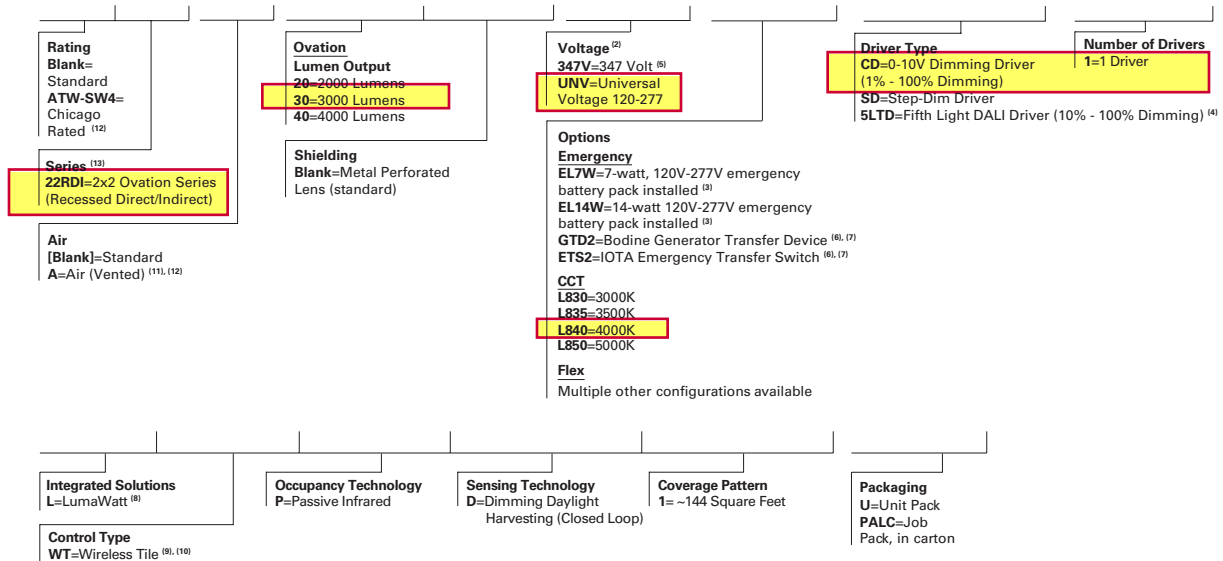 Rating
Blank=
Standard
ATW-SW4=
Chicago
Rated (12)
Series (13)
22RDI=2x2 Ovation Series
(Recessed Direct/Indirect)
Air
[Blank]=Standard
A=Air (Vented) (11), (12)
Ovation
Lumen Output
20=2000 Lumens
30=3000 Lumens
40=4000 Lumens
Shielding
Blank=Metal Perforated
Lens (standard)
Voltage (2)
347V=347 Volt (5)
UNV=Universal
Voltage 120-277
Options
Emergency
EL7W=7-watt, 120V-277V emergency
battery pack installed (3)
EL14W=14-watt 120V-277V emergency
battery pack installed (3)
GTD2=Bodine Generator Transfer Device (6), (7)
ETS2=IOTA Emergency Transfer Switch (6), (7)
CCT
L830=3000K
L835=3500K
L840=4000K
L850=5000K
Flex
Multiple other configurations available
Driver Type
CD=0-10V Dimming Driver
(1% - 100% Dimming)
SD=Step-Dim Driver
5LTD=Fifth Light DALI Driver (10% - 100% Dimming) (4)
Number of Drivers
1=1 Driver
Integrated Solutions
L=LumaWatt (8)
Control Type
WT=Wireless Tile (9), (10)
Occupancy Technology
P=Passive Infrared
Sensing Technology
D=Dimming Daylight
Harvesting (Closed Loop)
Coverage Pattern
1= ~144 Square Feet
Packaging
U=Unit Pack
PALC=Job
Pack, in carton